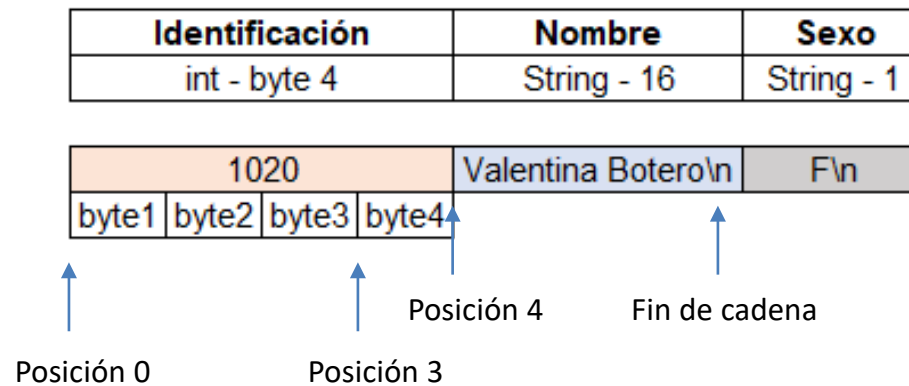 Identificación Nombre Sexo
int - byte 4 String - 16 String - 1
1020 Valentina Botero\n F\n
byte1 byte2 byte3 byte4
Posición 4 Fin de cadena
Posición 0 Posición 3